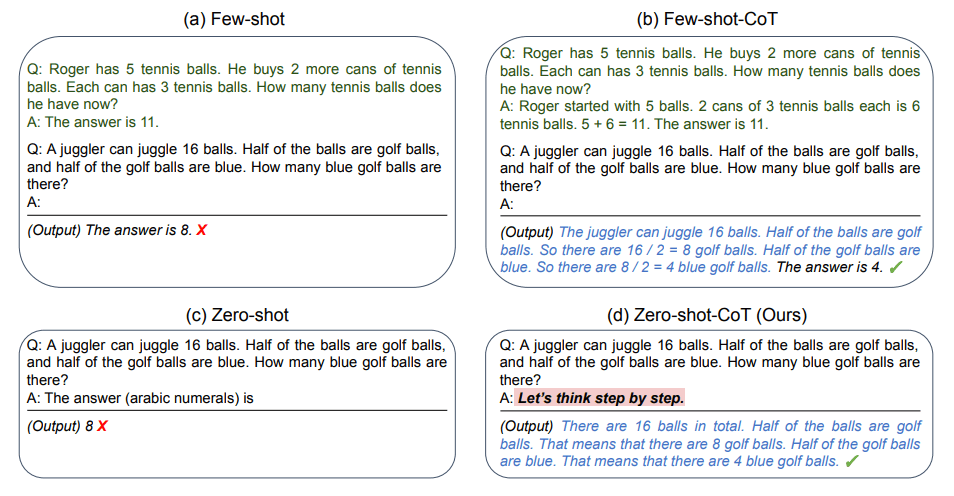 (a) Few-shot
Q: Roger has 5 tennis balls. He buys 2 more cans of tennis
balls. Each can has 3 tennis balls. How many tennis balls does
he have now?
A: The answer is 11.
Q: A juggler can juggle 16 balls. Half of the balls are golf balls,
and half of the golf balls are blue. How many blue golf balls are
there?
A:
(Output) The answer is 8. X
(b) Few-shot-CoT
Q: Roger has 5 tennis balls. He buys 2 more cans of tennis
balls. Each can has 3 tennis balls. How many tennis balls does
he have now?
A: Roger started with 5 balls. 2 cans of 3 tennis balls each is 6
tennis balls. 5 + 6 = 11. The answer is 11.
Q: A juggler can juggle 16 balls. Half of the balls are golf balls,
and half of the golf balls are blue. How many blue golf balls are
there?
A:
(Output) The juggler can juggle 16 balls. Half of the balls are golf
balls. So there are 16 / 2 = 8 golf balls. Half of the golf balls are
blue. So there are 8 / 2 = 4 blue golf balls. The answer is 4. ✓
(c) Zero-shot
Q: A juggler can juggle 16 balls. Half of the balls are golf balls,
and half of the golf balls are blue. How many blue golf balls are
there?
A: The answer (arabic numerals) is
(Output) 8 X
(d) Zero-shot-CoT (Ours)
Q: A juggler can juggle 16 balls. Half of the balls are golf balls,
and half of the golf balls are blue. How many blue golf balls are
there?
A: Let's think step by step.
(Output) There are 16 balls in total. Half of the balls are golf
balls. That means that there are 8 golf balls. Half of the golf balls
are blue. That means that there are 4 blue golf balls. ✓